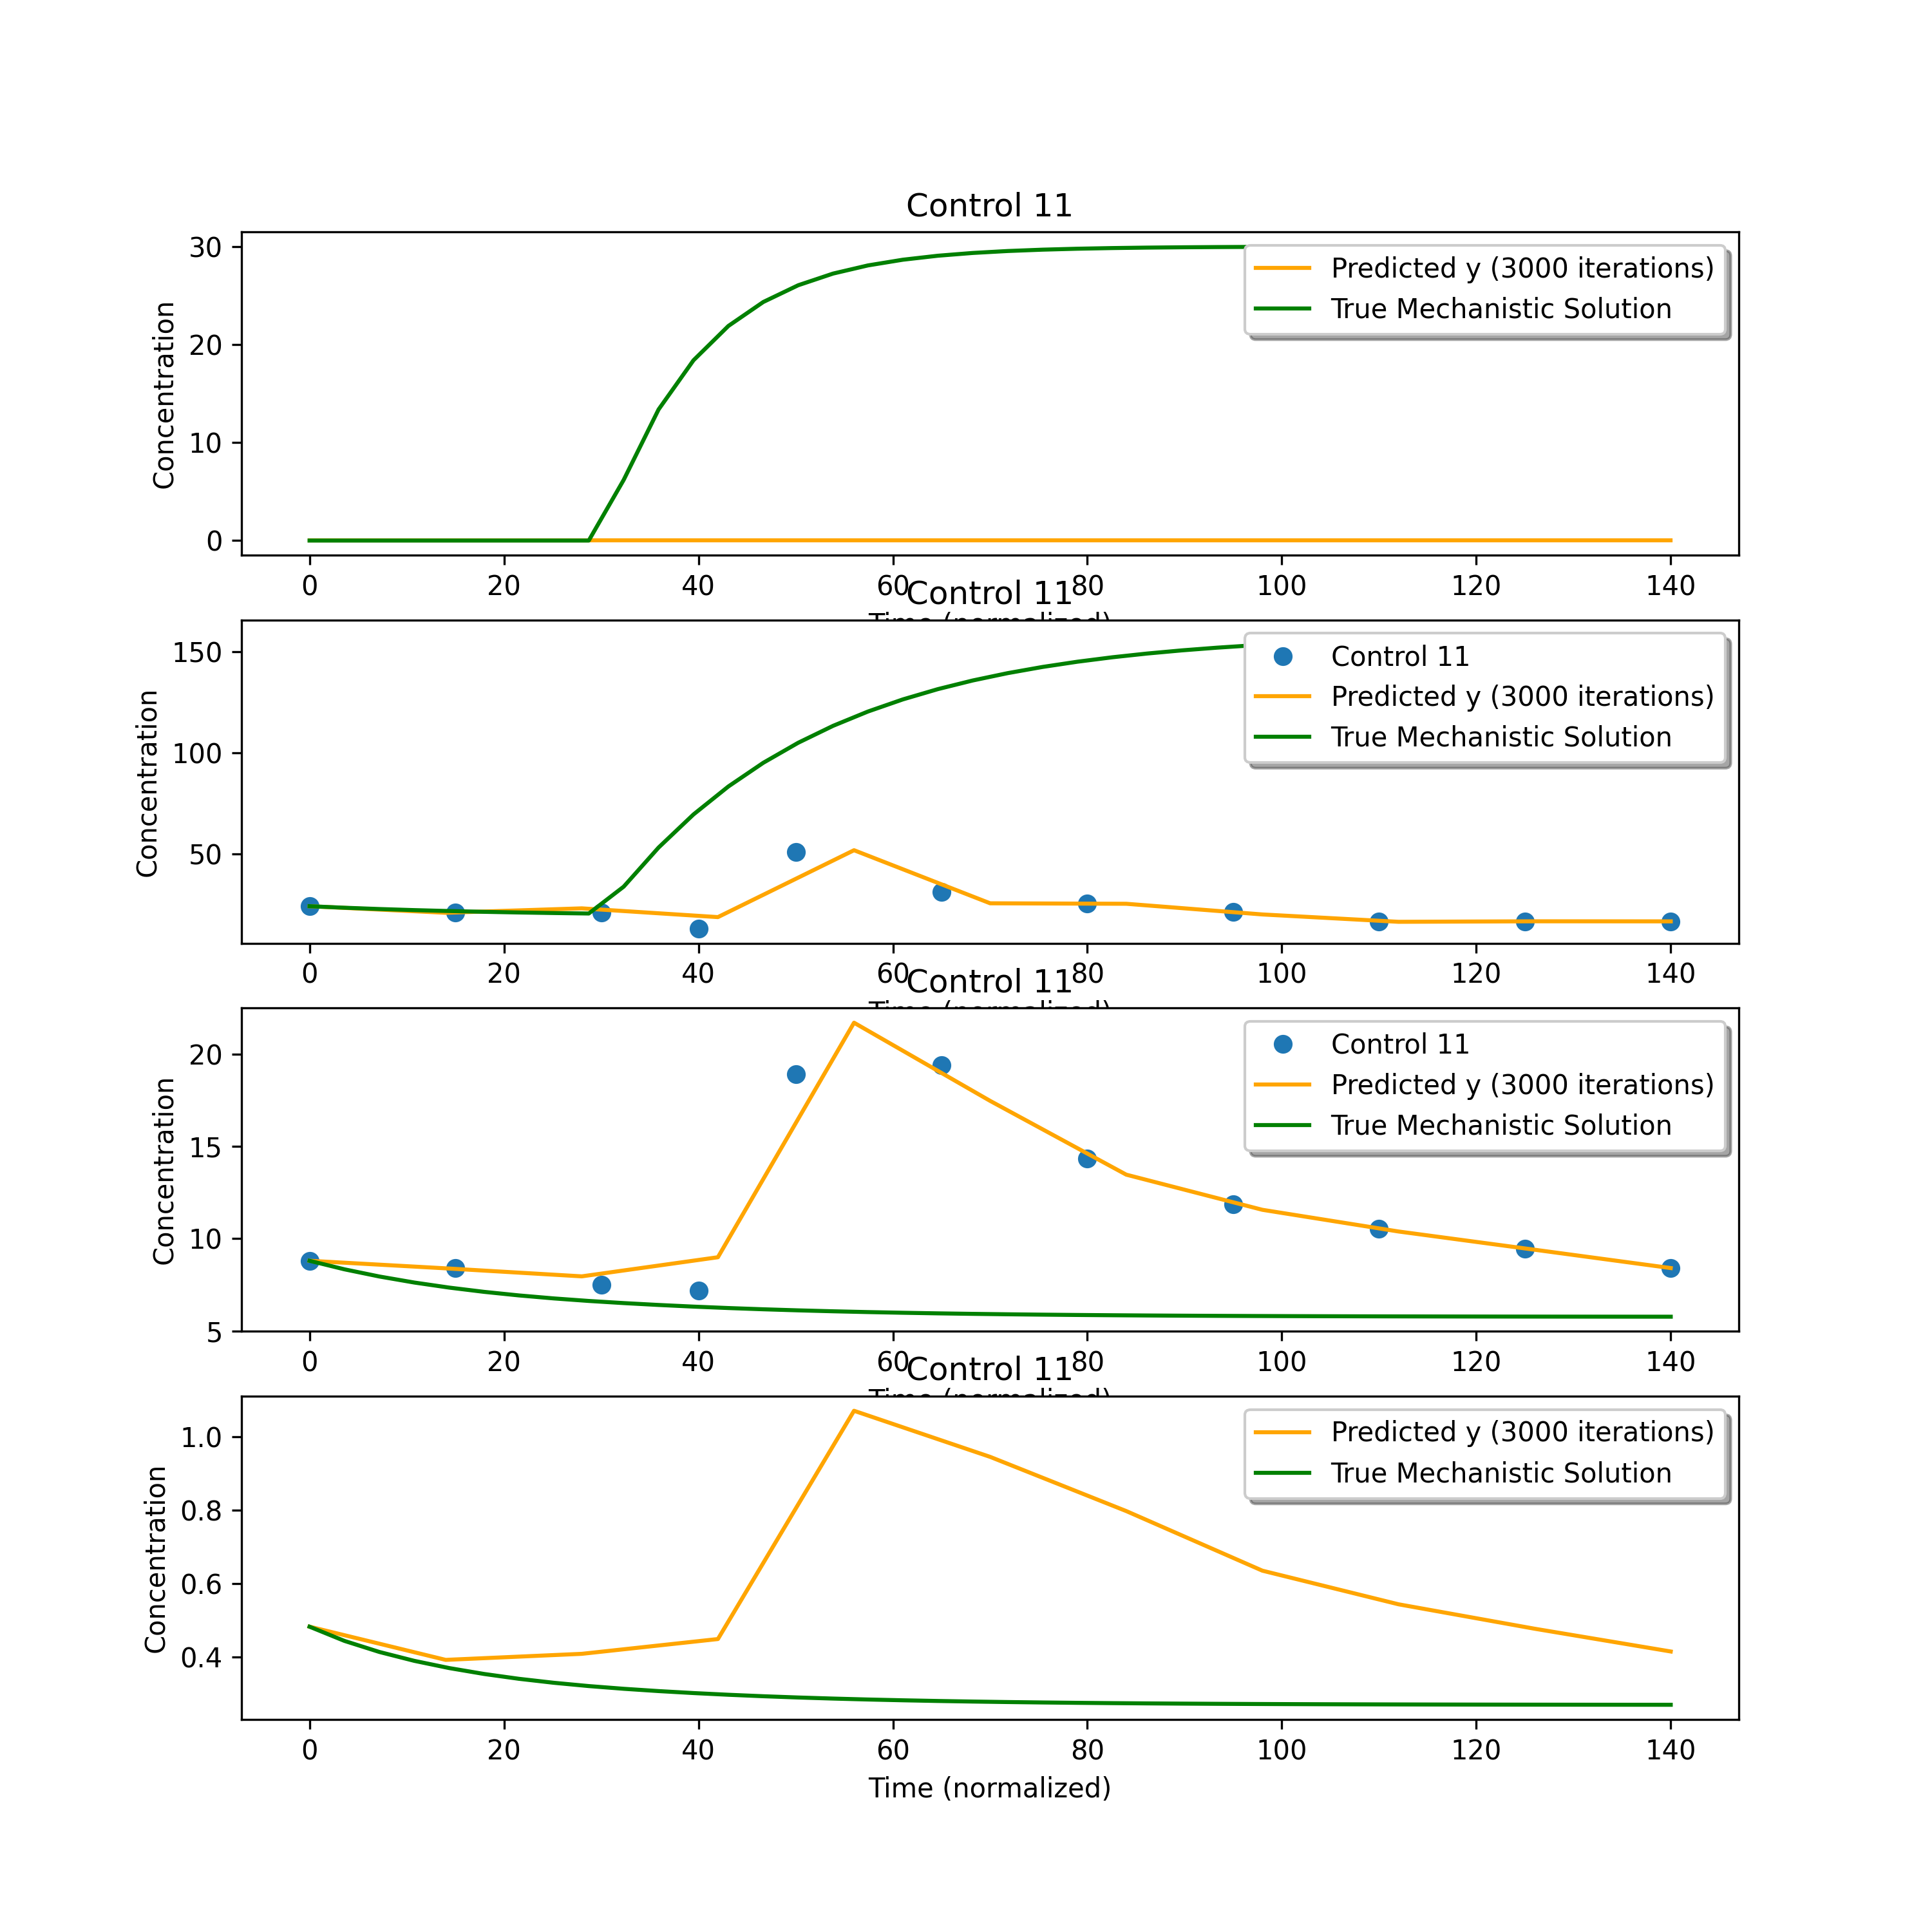 Control 11
Concentration
30
20
10
0
Predicted y (3000 iterations)
True Mechanistic Solution
0 20 40 60 80 100 120 140
Control 11
Concentration
150
100
50
Control 11
Predicted y (3000 iterations)
True Mechanistic Solution
0 20 40 60 80 100 120 140
Control 11
Concentration
20
15
10
5
Control 11
Predicted y (3000 iterations)
True Mechanistic Solution
0 20 40 60 80 100 120 140
Control 11
Concentration
1.0
0.8
0.6
0.4
Predicted y (3000 iterations)
True Mechanistic Solution
0 20 40 60 80 100 120 140
Time (normalized)